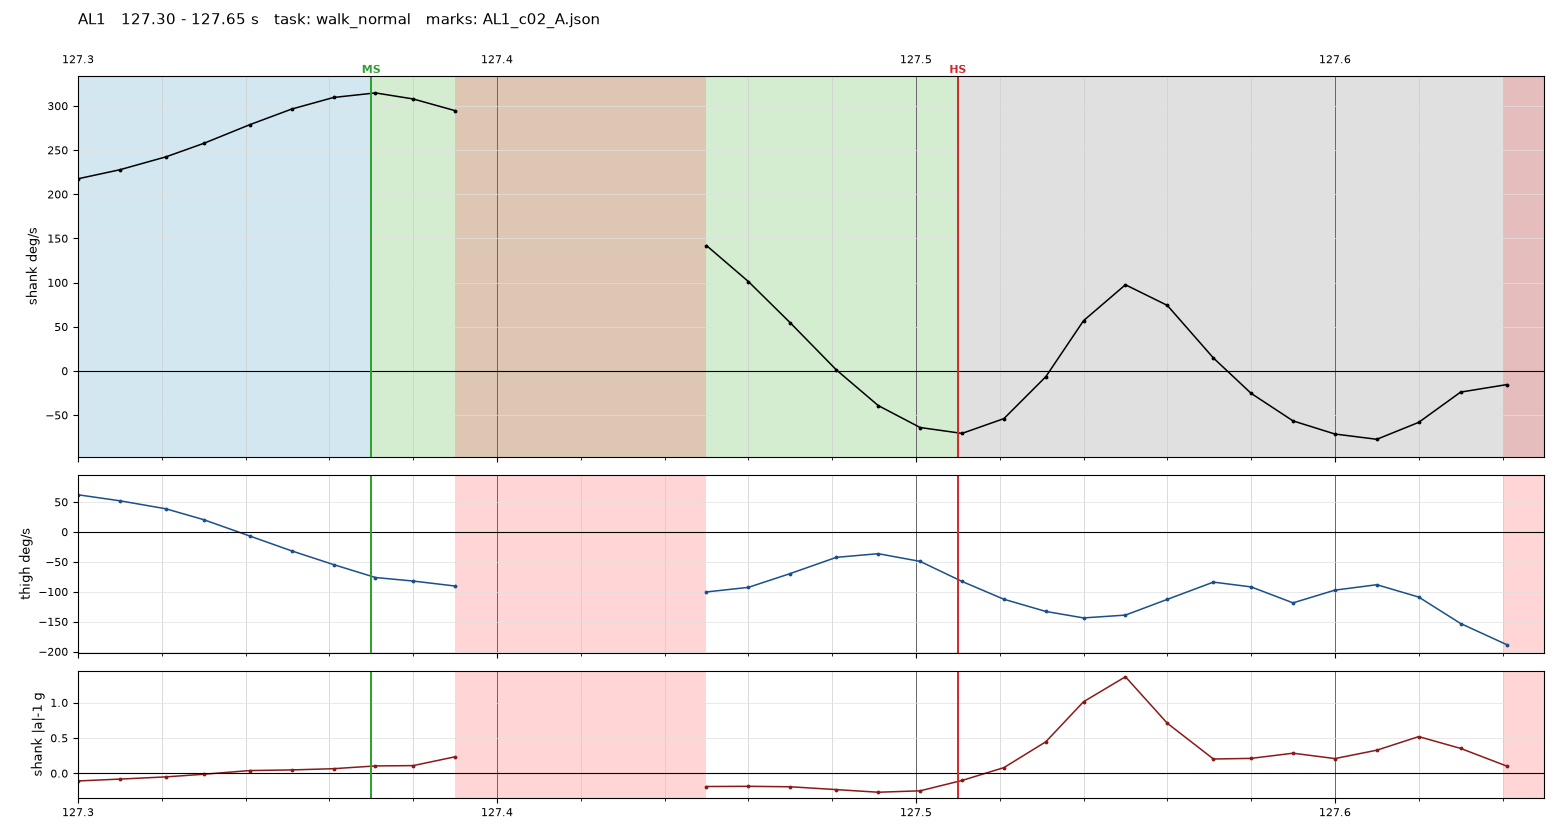 AL1   127.30 - 127.65 s   task: walk_normal   marks: AL1_c02_A.json
127.3 127.4 127.5 127.6
MS HS
300
250
200
150
100
50
0
−50
shank deg/s
50
0
−50
−100
−150
−200
thigh deg/s
1.0
0.5
0.0
shank |a|-1 g
127.3 127.4 127.5 127.6